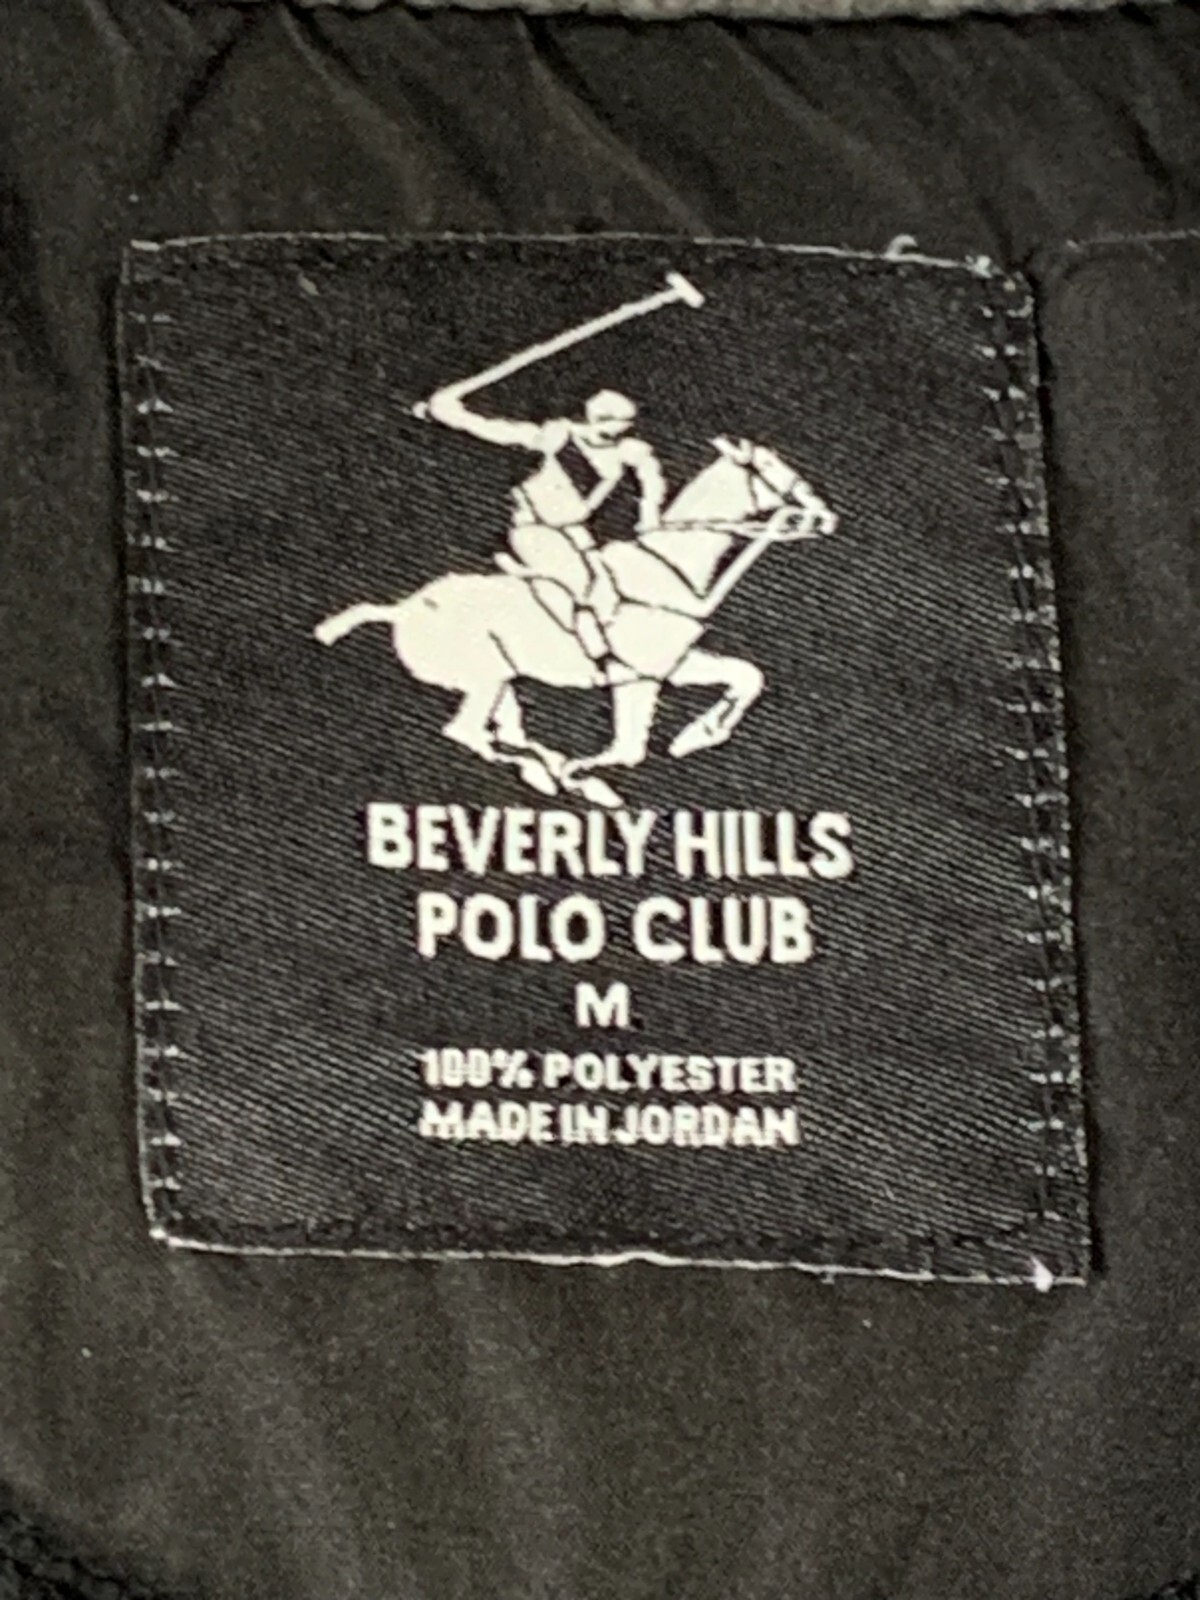 BEVERLY HILLS
POLO CLUB
M
100% POLYESTER
MADE IN JORDAN